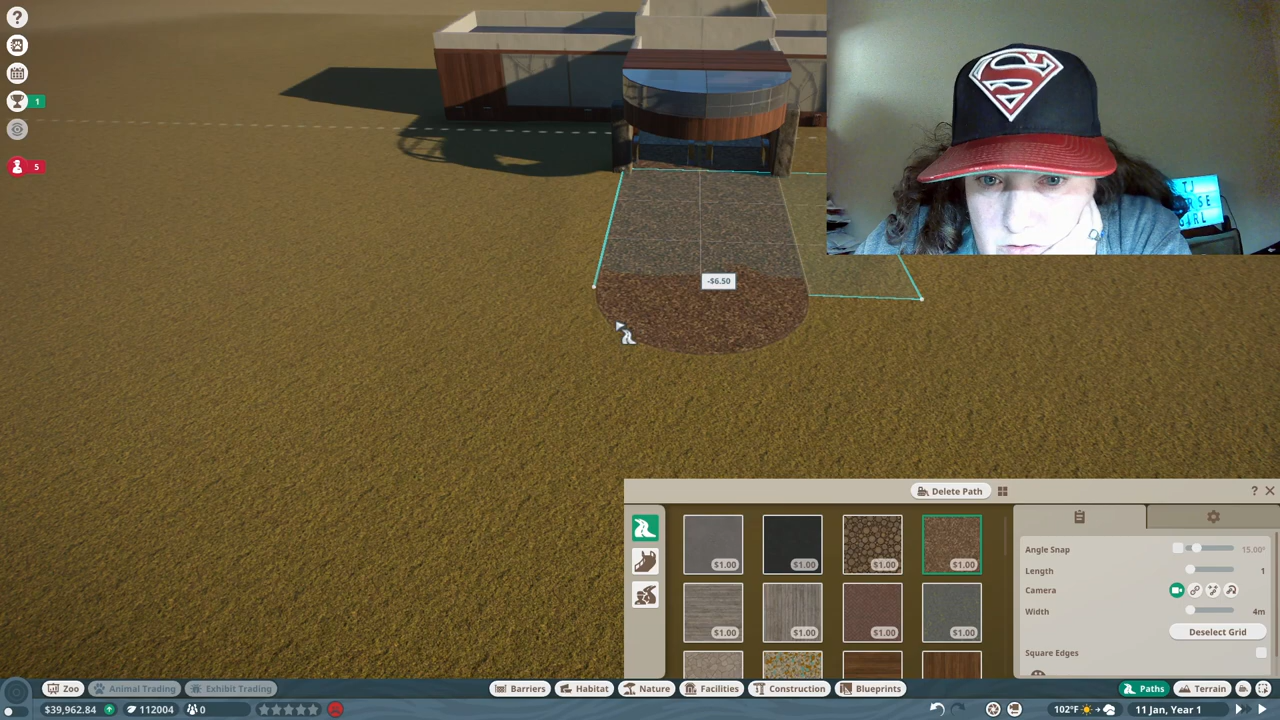 1
5
-$6.50
TJ
RSE
GIRL
Delete Path
?
$1.00
$1.00
$1.00
$1.00
$1.00
$1.00
$1.00
$1.00
Angle Snap
15.00°
Length
1
Camera
Width
4m
Deselect Grid
Square Edges
Zoo
Animal Trading
Exhibit Trading
Barriers
Habitat
Nature
Facilities
Construction
Blueprints
Paths
Terrain
$39,962.84
112004
0
102°F
11 Jan, Year 1